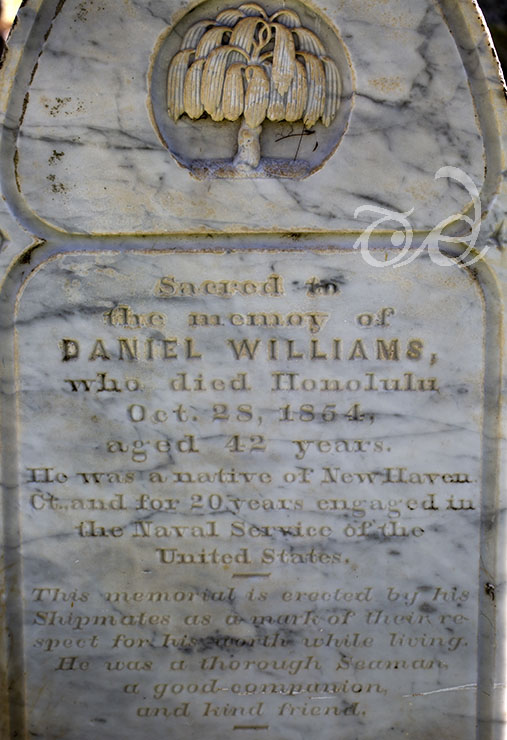 Sacred to
the memoy of
DANIEL WILLIAMS,
who died Honolulu
Oct. 28, 1854,
aged 42 years.
He was a native of New Haven
Ct. and for 20 years engaged in
the Naval Service of the
United States.
This memorial is erected by his
Shipmates as a mark of their re-
spect for his worth while living.
He was a thorough Seaman,
a good companion,
and kind friend.